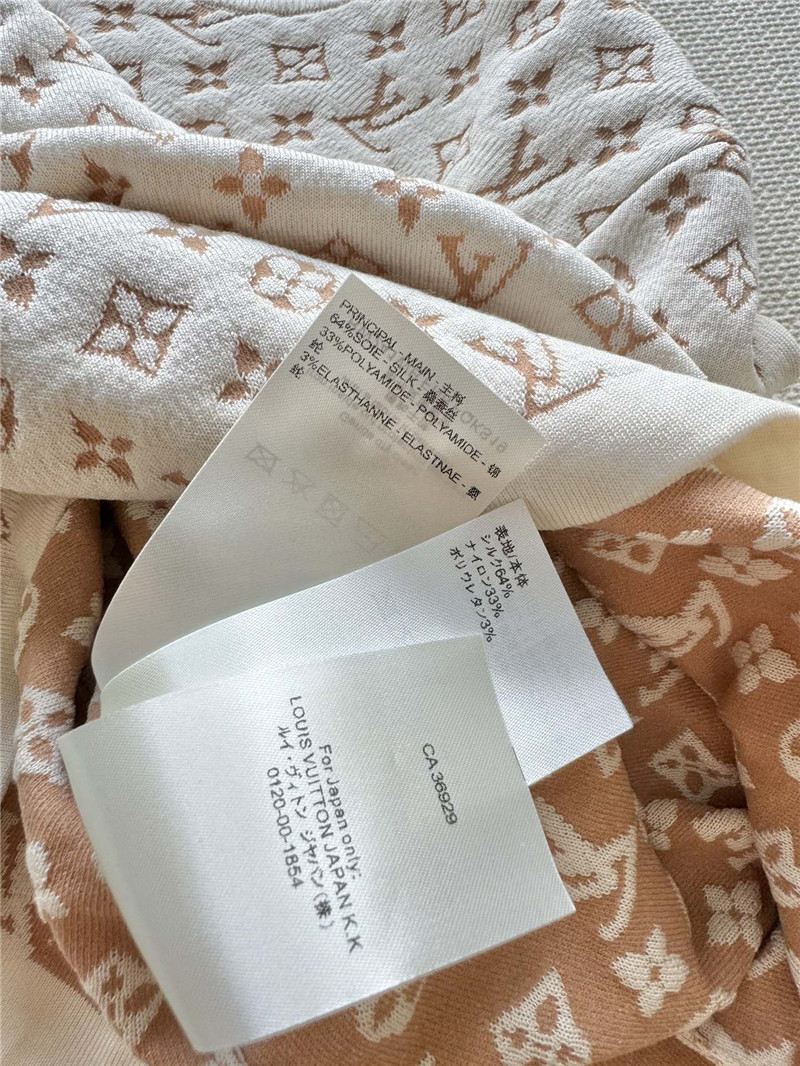 PRINCIPAL - MAIN - 主料
64%SOIE - SILK - 桑蚕丝
33%POLYAMIDE - POLYAMIDE - 锦
纶
3%ELASTHANNE - ELASTNAE - 氨
纶
表地/本体
シルク64%
ナイロン33%
ポリウレタン3%
CA 36929
For Japan only:
LOUIS VUITTON JAPAN K.K
ルイ・ヴィトン ジャパン(株)
0120-00-1854